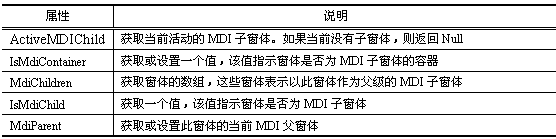 属性 说明
ActiveMDIChild 获取当前活动的 MDI 子窗体。如果当前没有子窗体，则返回 Null
IsMdiContainer 获取或设置一个值，该值指示窗体是否为 MDI 子窗体的容器
MdiChildren 获取窗体的数组，这些窗体表示以此窗体作为父级的 MDI 子窗体
IsMdiChild 获取一个值，该值指示窗体是否为 MDI 子窗体
MdiParent 获取或设置此窗体的当前 MDI 父窗体